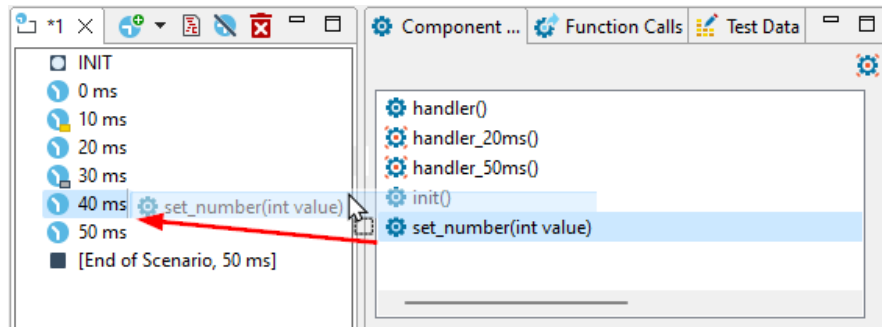 *1
Component ...
Function Calls
Test Data
INIT
0 ms
10 ms
20 ms
30 ms
40 ms
set_number(int value)
50 ms
[End of Scenario, 50 ms]
handler()
handler_20ms()
handler_50ms()
init()
set_number(int value)